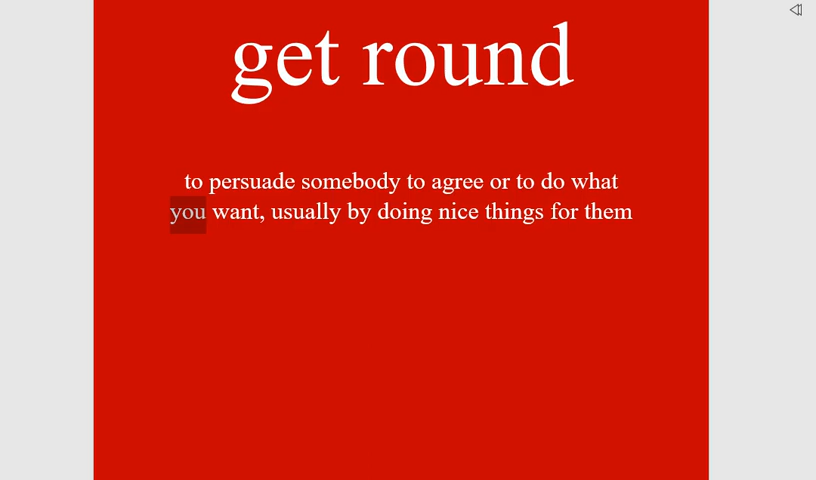 get round
to persuade somebody to agree or to do what
you want, usually by doing nice things for them